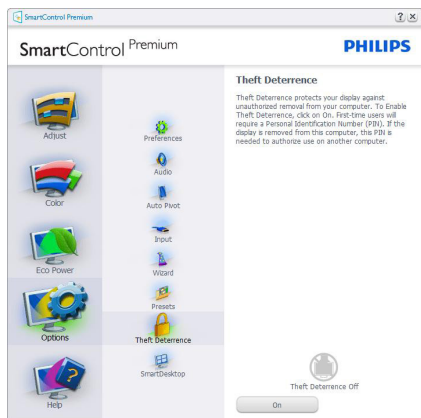 SmartControl Premium
SmartControl Premium
PHILIPS
Adjust
Color
Eco Power
Options
Help
Preferences
Audio
Auto Pivot
Input
Wizard
Presets
Theft Deterrence
SmartDesktop
Theft Deterrence
Theft Deterrence protects your display against
unauthorized removal from your computer. To Enable
Theft Deterrence, click on On. First-time users will
require a Personal Identification Number (PIN). If the
display is removed from this computer, this PIN is
needed to authorize use on another computer.
Theft Deterrence Off
On